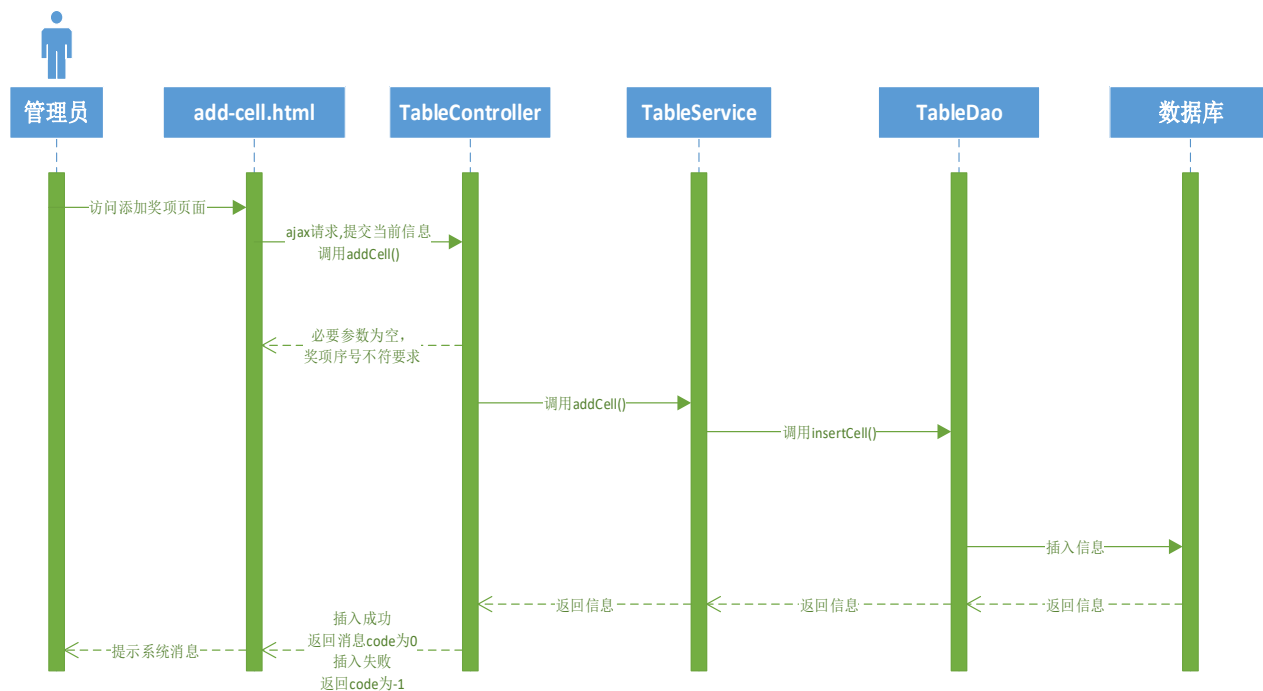 管理员
add-cell.html
TableController
TableService
TableDao
数据库
访问添加奖项页面
ajax请求,提交当前信息
调用addCell()
必要参数为空，
奖项序号不符要求
调用addCell()
调用insertCell()
插入信息
返回信息
返回信息
返回信息
插入成功
返回消息code为0
插入失败
返回code为-1
提示系统消息